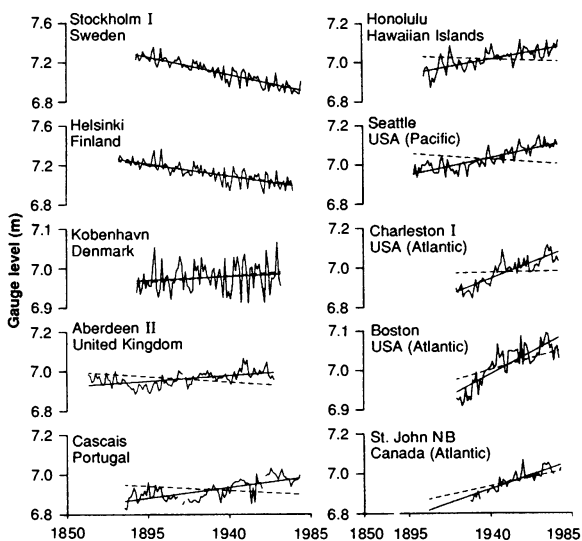 Gauge level (m)
Stockholm I
Sweden
7.6
7.2
6.8
Helsinki
Finland
7.6
7.2
6.8
Kobenhavn
Denmark
7.1
7.0
6.9
Aberdeen II
United Kingdom
7.2
7.0
6.8
Cascais
Portugal
7.2
7.0
6.8
1850 1895 1940 1985
Honolulu
Hawaiian Islands
7.2
7.0
6.8
Seattle
USA (Pacific)
7.2
7.0
6.8
Charleston I
USA (Atlantic)
7.2
7.0
6.8
Boston
USA (Atlantic)
7.1
7.0
6.9
St. John NB
Canada (Atlantic)
7.2
7.0
6.8
1850 1895 1940 1985